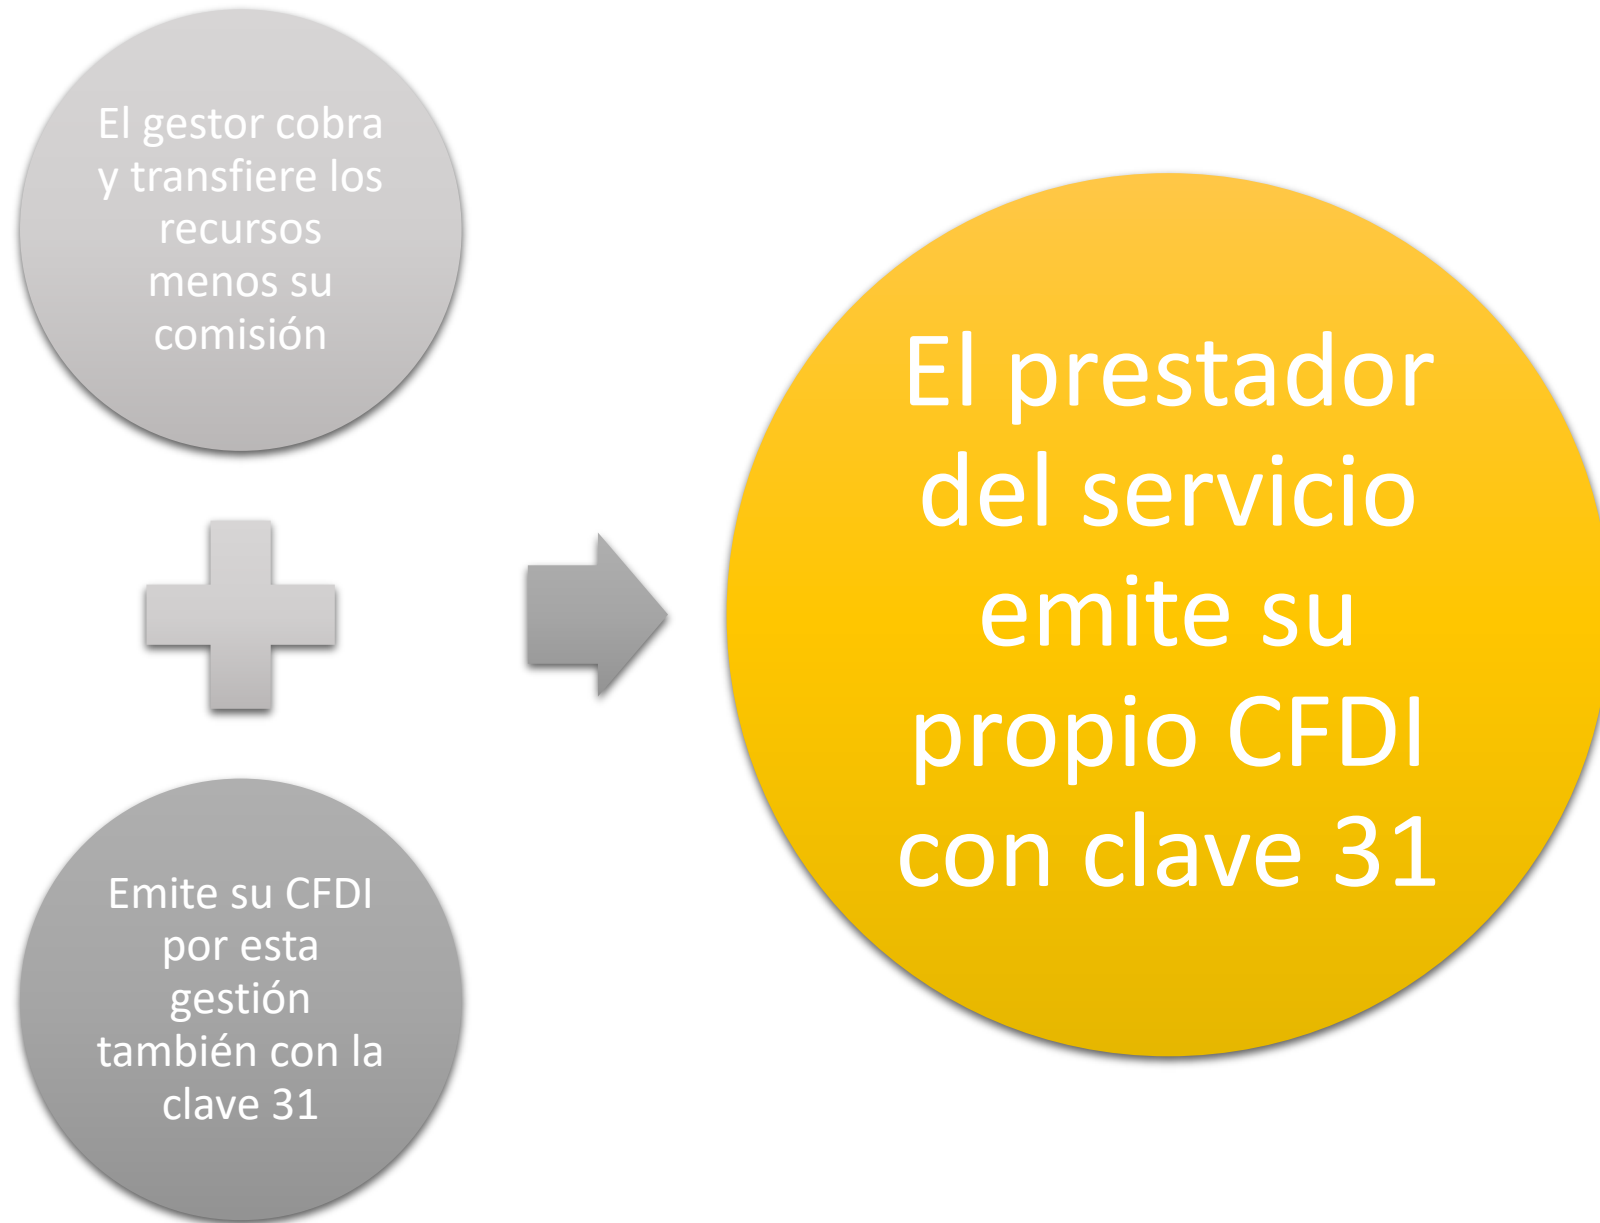 El gestor cobra
y transfiere los
recursos
menos su
comisión
Emite su CFDI
por esta
gestión
también con la
clave 31
El prestador
del servicio
emite su
propio CFDI
con clave 31